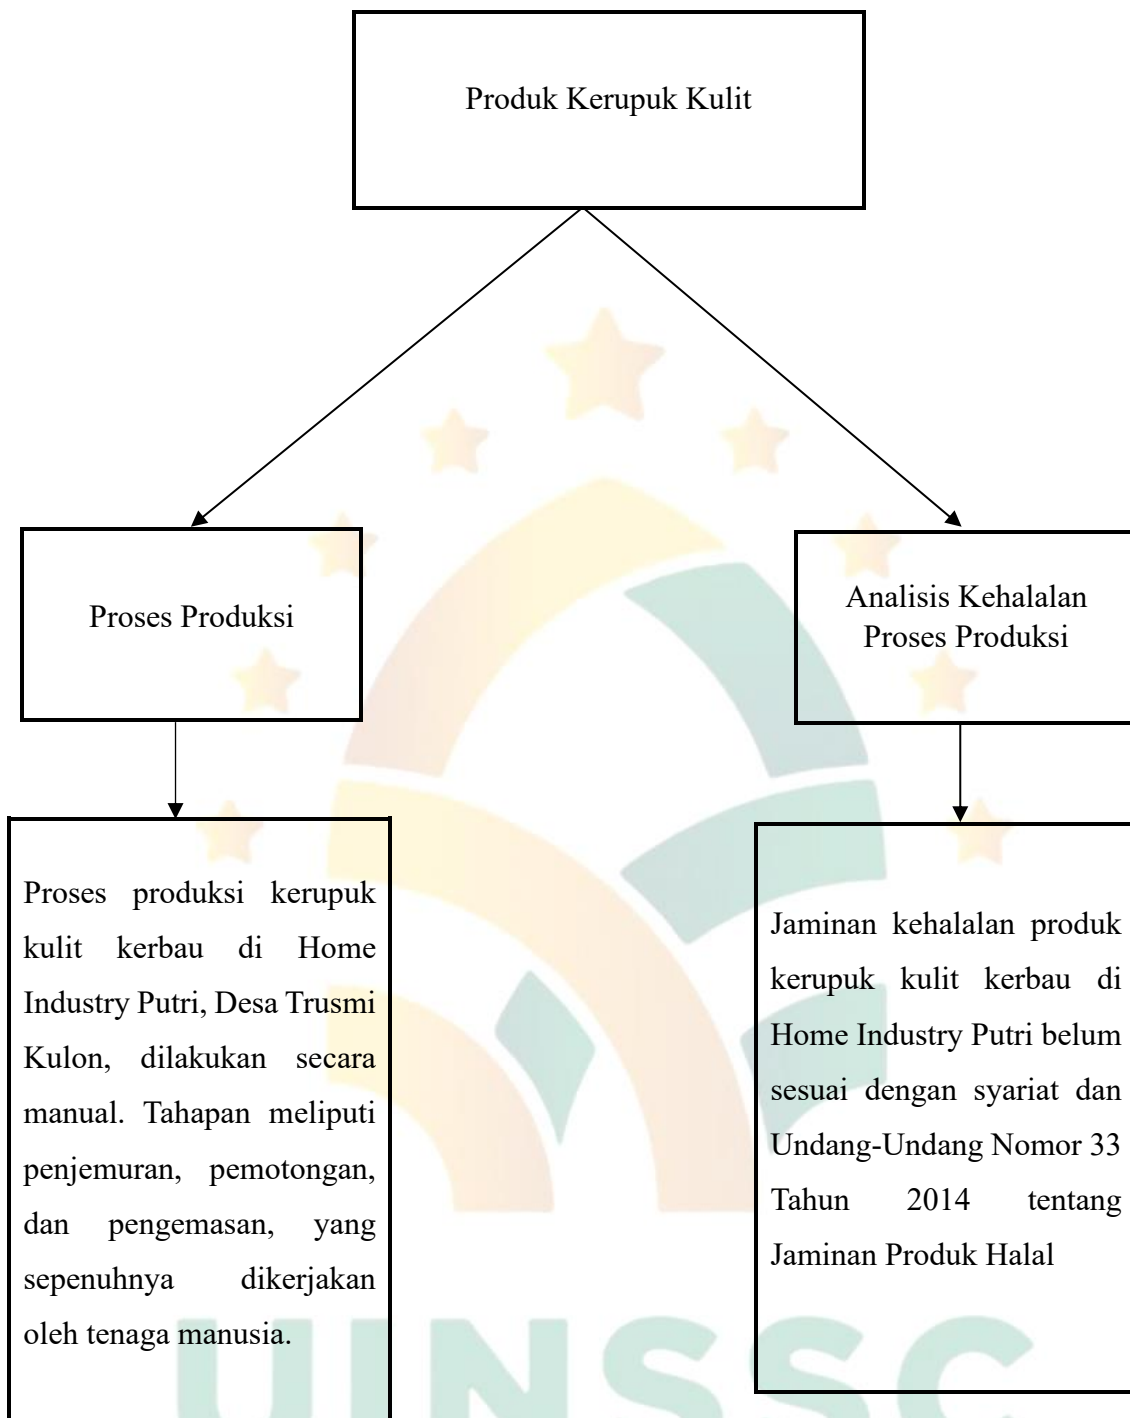 Produk Kerupuk Kulit
Proses Produksi
Analisis Kehalalan
Proses Produksi
Proses produksi kerupuk
kulit kerbau di Home
Industry Putri, Desa Trusmi
Kulon, dilakukan secara
manual. Tahapan meliputi
penjemuran, pemotongan,
dan pengemasan, yang
sepenuhnya dikerjakan
oleh tenaga manusia.
Jaminan kehalalan produk
kerupuk kulit kerbau di
Home Industry Putri belum
sesuai dengan syariat dan
Undang-Undang Nomor 33
Tahun 2014 tentang
Jaminan Produk Halal
UINSSC